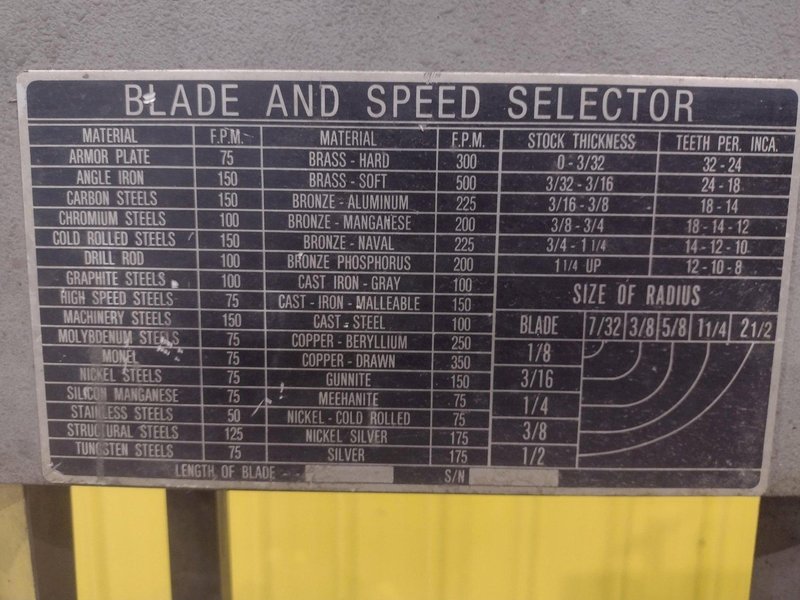 BLADE AND SPEED SELECTOR
MATERIAL F.P.M. MATERIAL F.P.M. STOCK THICKNESS TEETH PER. INCA.
ARMOR PLATE 75 BRASS - HARD 300 0 - 3/32 32 - 24
ANGLE IRON 150 BRASS - SOFT 500 3/32 - 3/16 24 - 18
CARBON STEELS 150 BRONZE - ALUMINUM 225 3/16 - 3/8 18 - 14
CHROMIUM STEELS 100 BRONZE - MANGANESE 200 3/8 - 3/4 18 - 14 - 12
COLD ROLLED STEELS 150 BRONZE - NAVAL 225 3/4 - 1 1/4 14 - 12 - 10
DRILL ROD 100 BRONZE PHOSPHORUS 200 1 1/4 UP 12 - 10 - 8
GRAPHITE STEELS 100 CAST IRON - GRAY 100 SIZE OF RADIUS
HIGH SPEED STEELS 75 CAST - IRON - MALLEABLE 150
MACHINERY STEELS 150 CAST - STEEL 100 BLADE 7/32 3/8 5/8 1 1/4 2 1/2
MOLYBDENUM STEELS 75 COPPER - BERYLLIUM 250 1/8
MONEL 75 COPPER - DRAWN 350
NICKEL STEELS 75 GUNNITE 150 3/16
SILICON MANGANESE 75 MEEHANITE 75 1/4
STAINLESS STEELS 50 NICKEL - COLD ROLLED 75
STRUCTURAL STEELS 125 NICKEL SILVER 175 3/8
TUNGSTEN STEELS 75 SILVER 175 1/2
LENGTH OF BLADE S/N